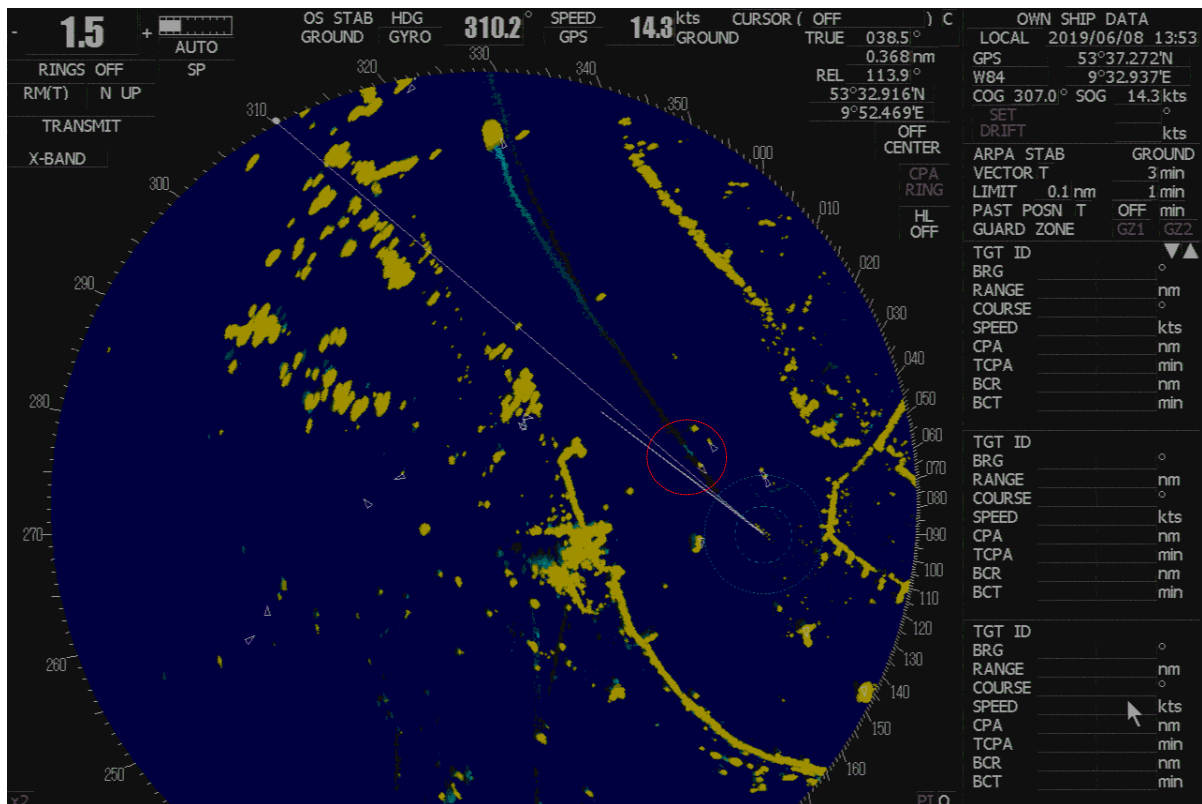 - 1.5 +
AUTO
RINGS OFF SP
RM(T) N UP
TRANSMIT
X-BAND
OS STAB HDG 310.2° SPEED 14.3 kts
GROUND GYRO GPS GROUND
CURSOR ( OFF ) C
TRUE 038.5°
0.368 nm
REL 113.9°
53°32.916'N
9°52.469'E
OFF
CENTER
CPA
RING
HL
OFF
310
320
330
340
350
000
010
020
030
040
050
060
070
080
090
100
110
120
130
140
150
160
250
260
270
280
290
300
x2
PI 0
OWN SHIP DATA
LOCAL 2019/06/08 13:53
GPS 53°37.272'N
W84 9°32.937'E
COG 307.0° SOG 14.3 kts
SET °
DRIFT kts
ARPA STAB GROUND
VECTOR T 3 min
LIMIT 0.1 nm 1 min
PAST POSN T OFF min
GUARD ZONE GZ1 GZ2
TGT ID
BRG °
RANGE nm
COURSE °
SPEED kts
CPA nm
TCPA min
BCR nm
BCT min
TGT ID
BRG °
RANGE nm
COURSE °
SPEED kts
CPA nm
TCPA min
BCR nm
BCT min
TGT ID
BRG °
RANGE nm
COURSE °
SPEED kts
CPA nm
TCPA min
BCR nm
BCT min